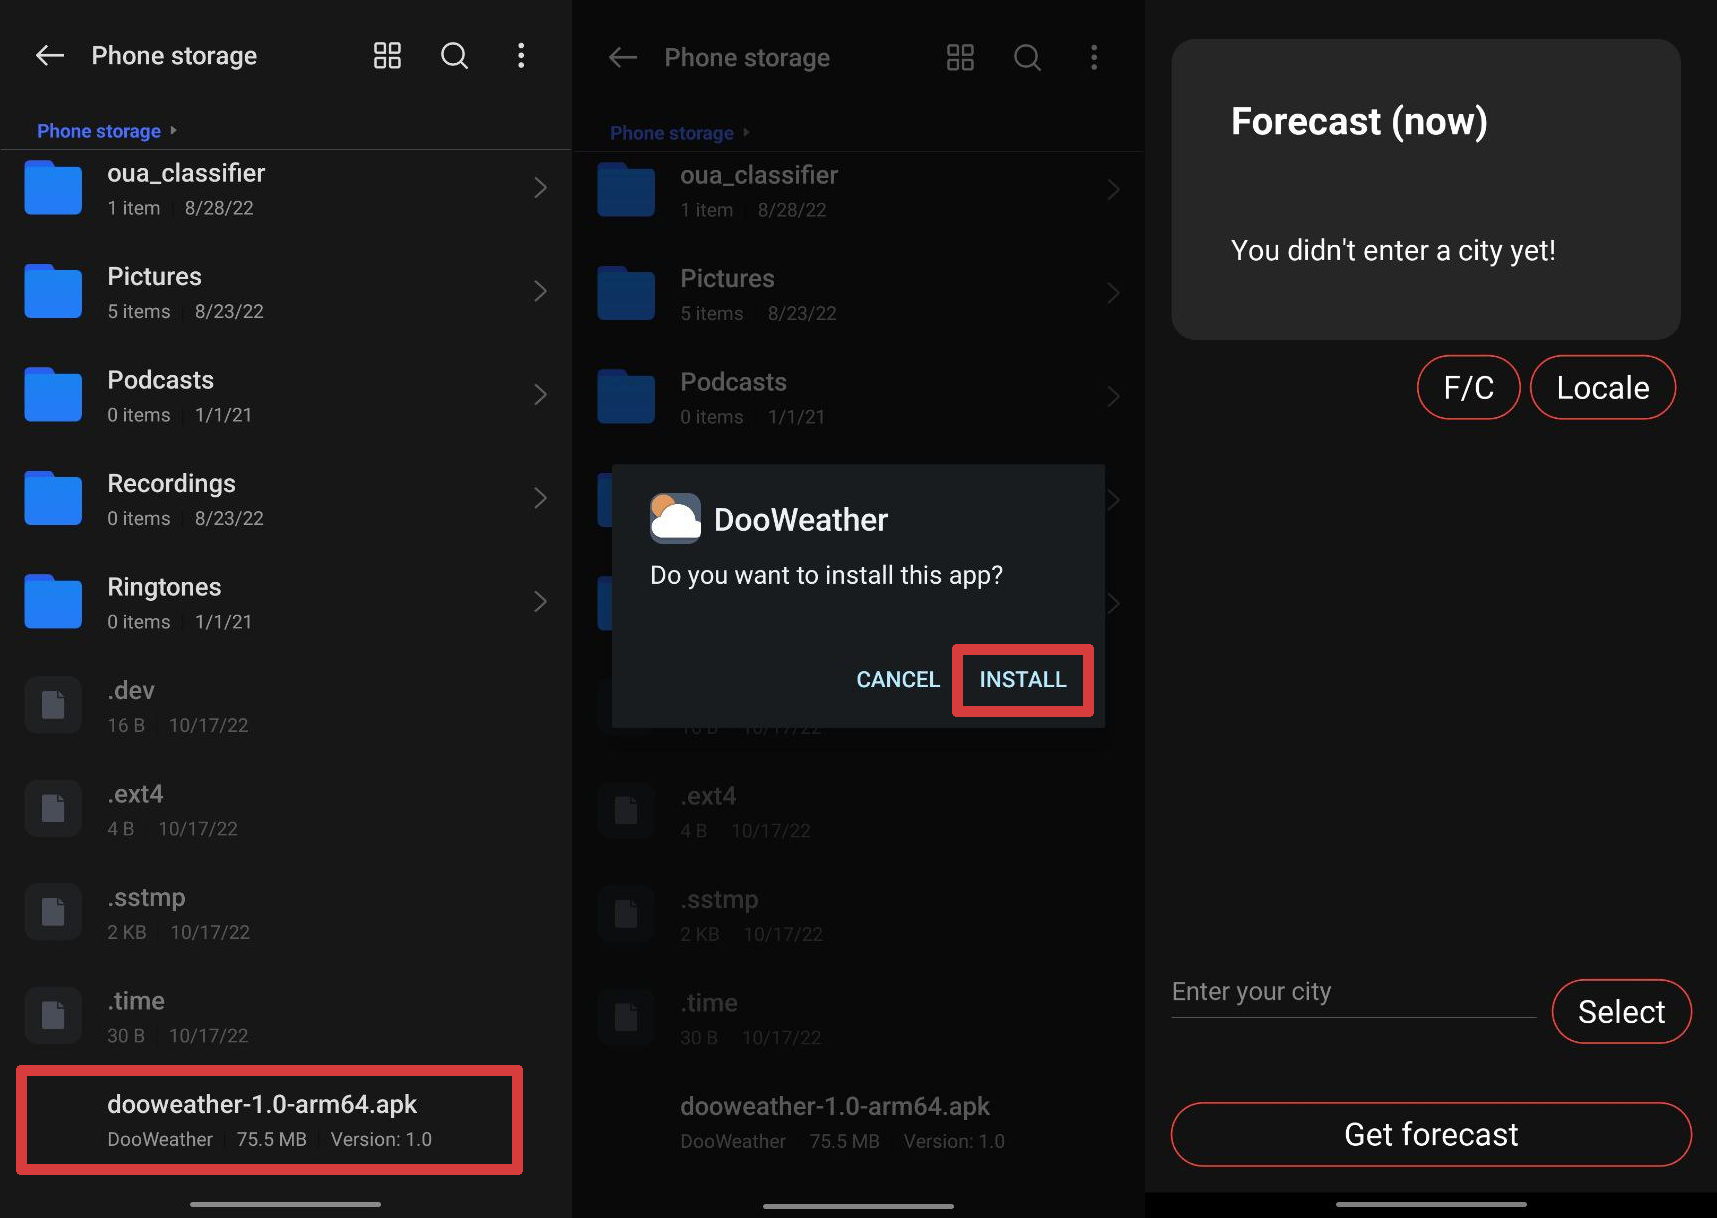 Phone storage
Phone storage
oua_classifier
1 item 8/28/22
Pictures
5 items 8/23/22
Podcasts
0 items 1/1/21
Recordings
0 items 8/23/22
Ringtones
0 items 1/1/21
.dev
16 B 10/17/22
.ext4
4 B 10/17/22
.sstmp
2 KB 10/17/22
.time
30 B 10/17/22
dooweather-1.0-arm64.apk
DooWeather 75.5 MB Version: 1.0
Phone storage
Phone storage
oua_classifier
1 item 8/28/22
Pictures
5 items 8/23/22
Podcasts
0 items 1/1/21
DooWeather
Do you want to install this app?
CANCEL INSTALL
16 B 10/17/22
.ext4
4 B 10/17/22
.sstmp
2 KB 10/17/22
.time
30 B 10/17/22
dooweather-1.0-arm64.apk
DooWeather 75.5 MB Version: 1.0
Forecast (now)
You didn't enter a city yet!
F/C Locale
Enter your city
Select
Get forecast